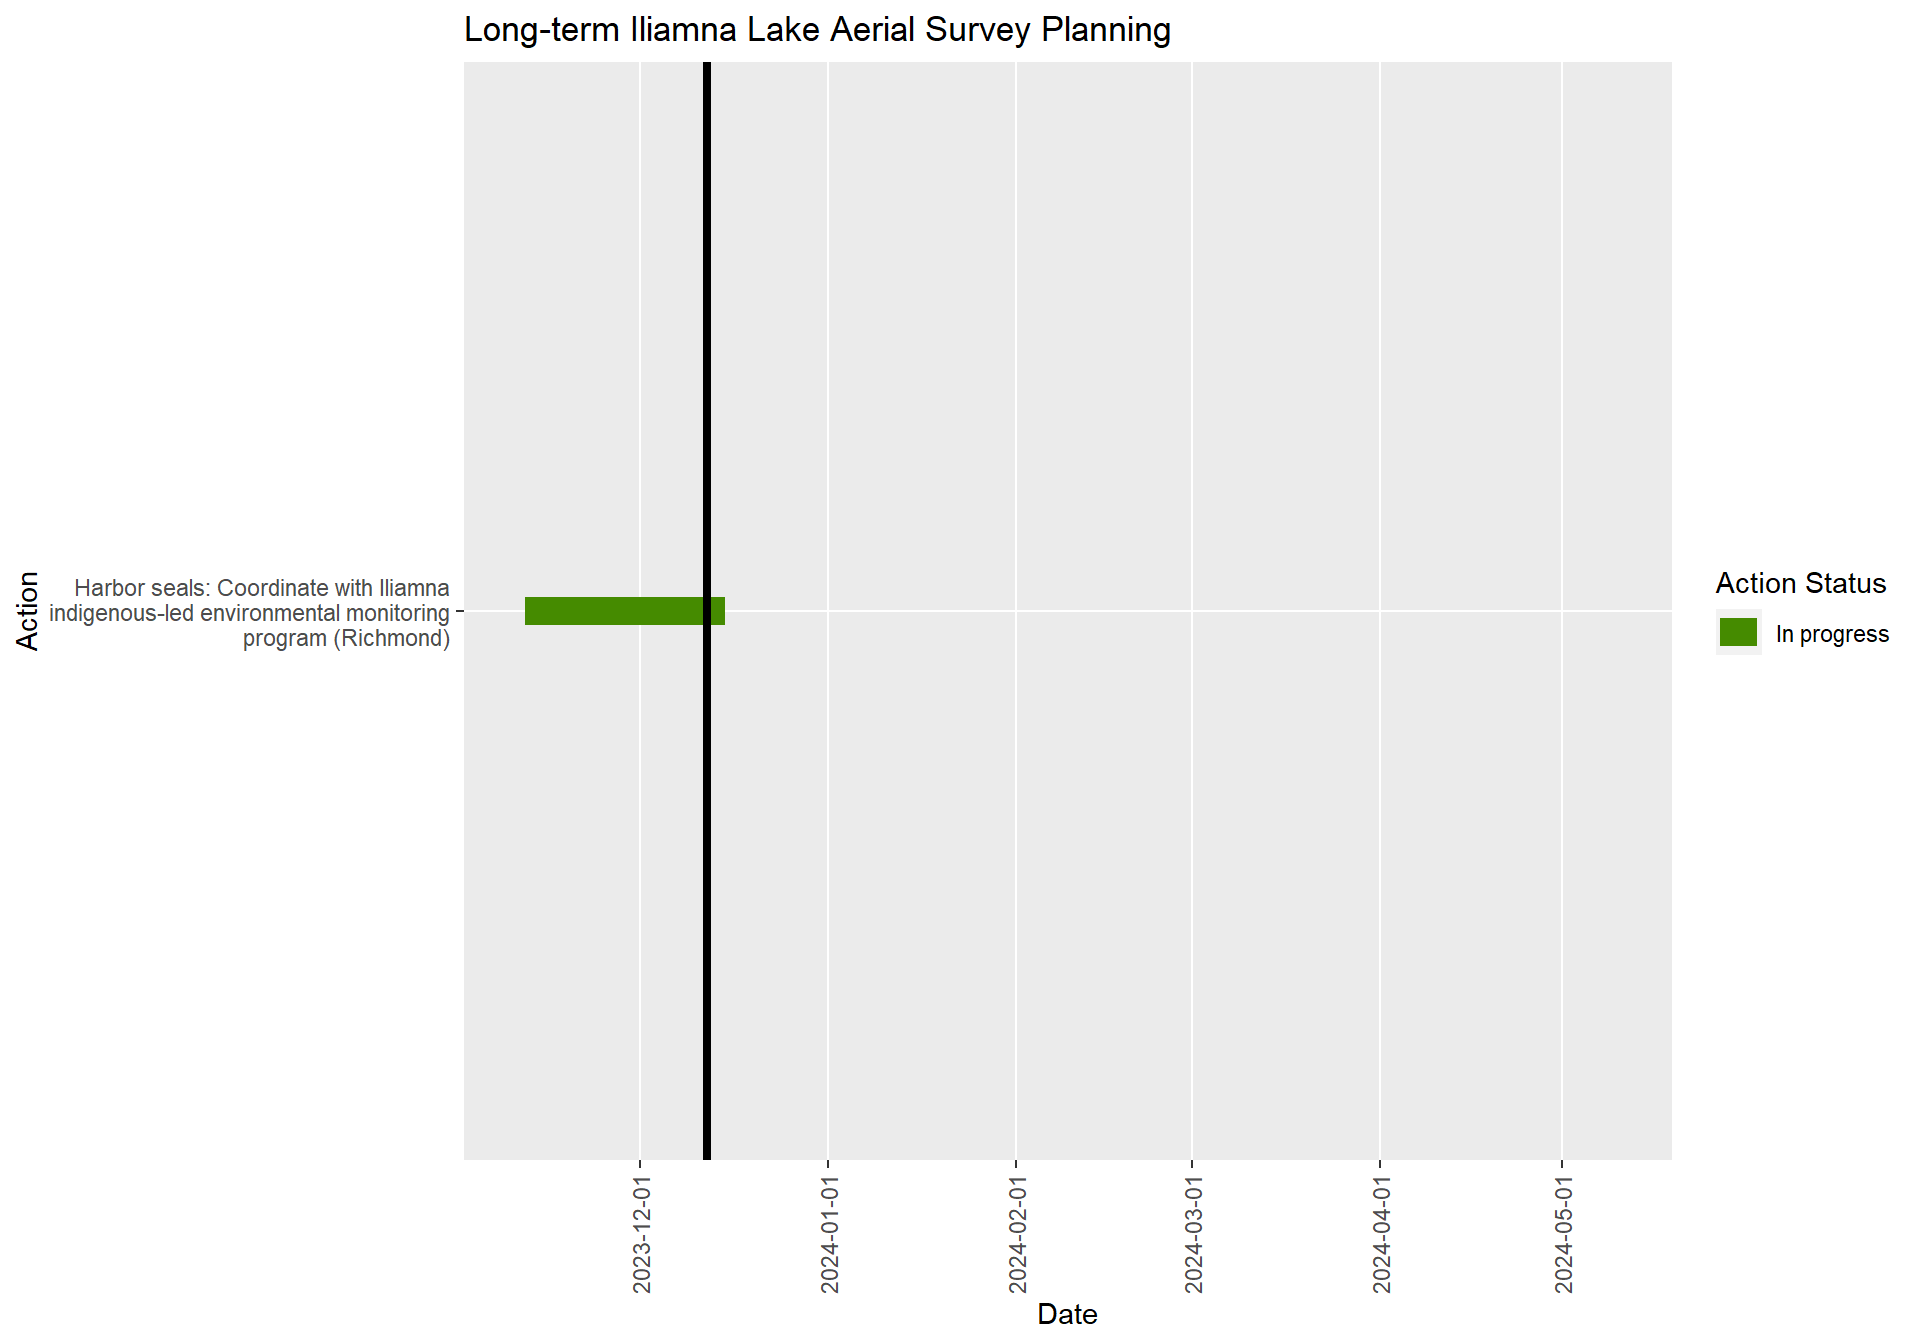 Long-term Iliamna Lake Aerial Survey Planning
Action
Harbor seals: Coordinate with Iliamna
indigenous-led environmental monitoring
program (Richmond)
Action Status
In progress
2023-12-01
2024-01-01
2024-02-01
2024-03-01
2024-04-01
2024-05-01
Date